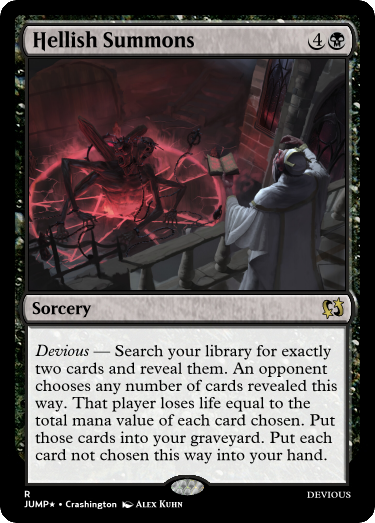 Hellish Summons 4
Sorcery
Devious — Search your library for exactly
two cards and reveal them. An opponent
chooses any number of cards revealed this
way. That player loses life equal to the
total mana value of each card chosen. Put
those cards into your graveyard. Put each
card not chosen this way into your hand.
R
JUMP★ • Crashington ALEX KUHN
DEVIOUS